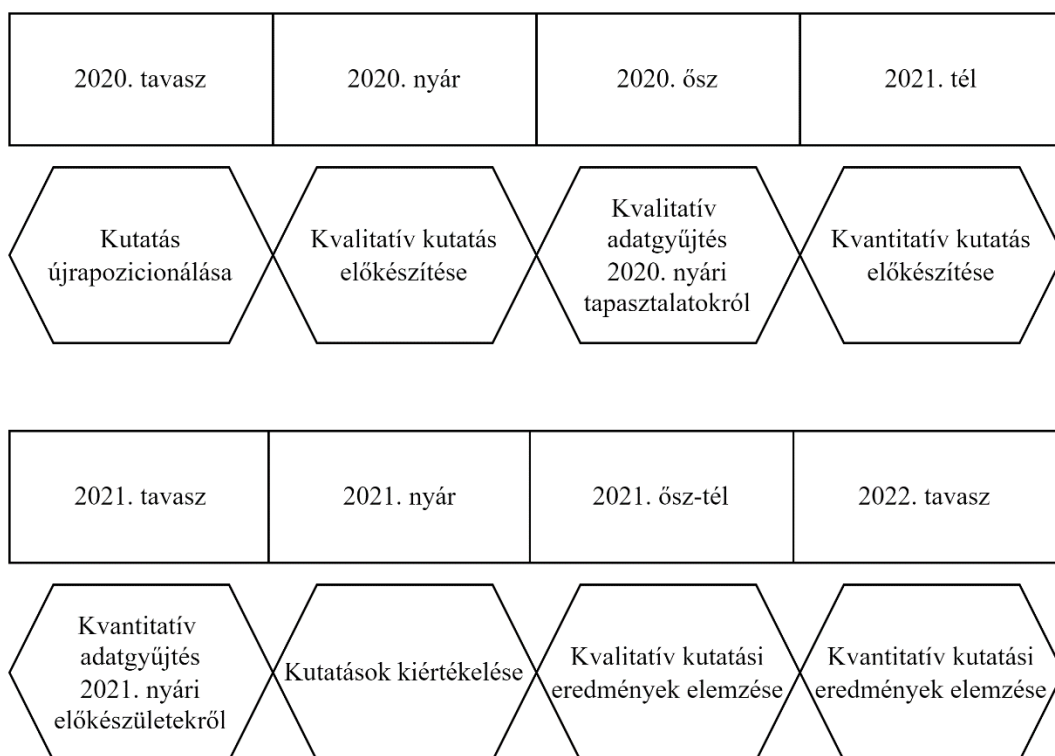 2020. tavasz
2020. nyár
2020. ősz
2021. tél
Kutatás
újrapozicionálása
Kvalitatív kutatás
előkészítése
Kvalitatív
adatgyűjtés
2020. nyári
tapasztalatokról
Kvantitatív kutatás
előkészítése
2021. tavasz
2021. nyár
2021. ősz-tél
2022. tavasz
Kvantitatív
adatgyűjtés
2021. nyári
előkészületekről
Kutatások kiértékelése
Kvalitatív kutatási
eredmények elemzése
Kvantitatív kutatási
eredmények elemzése